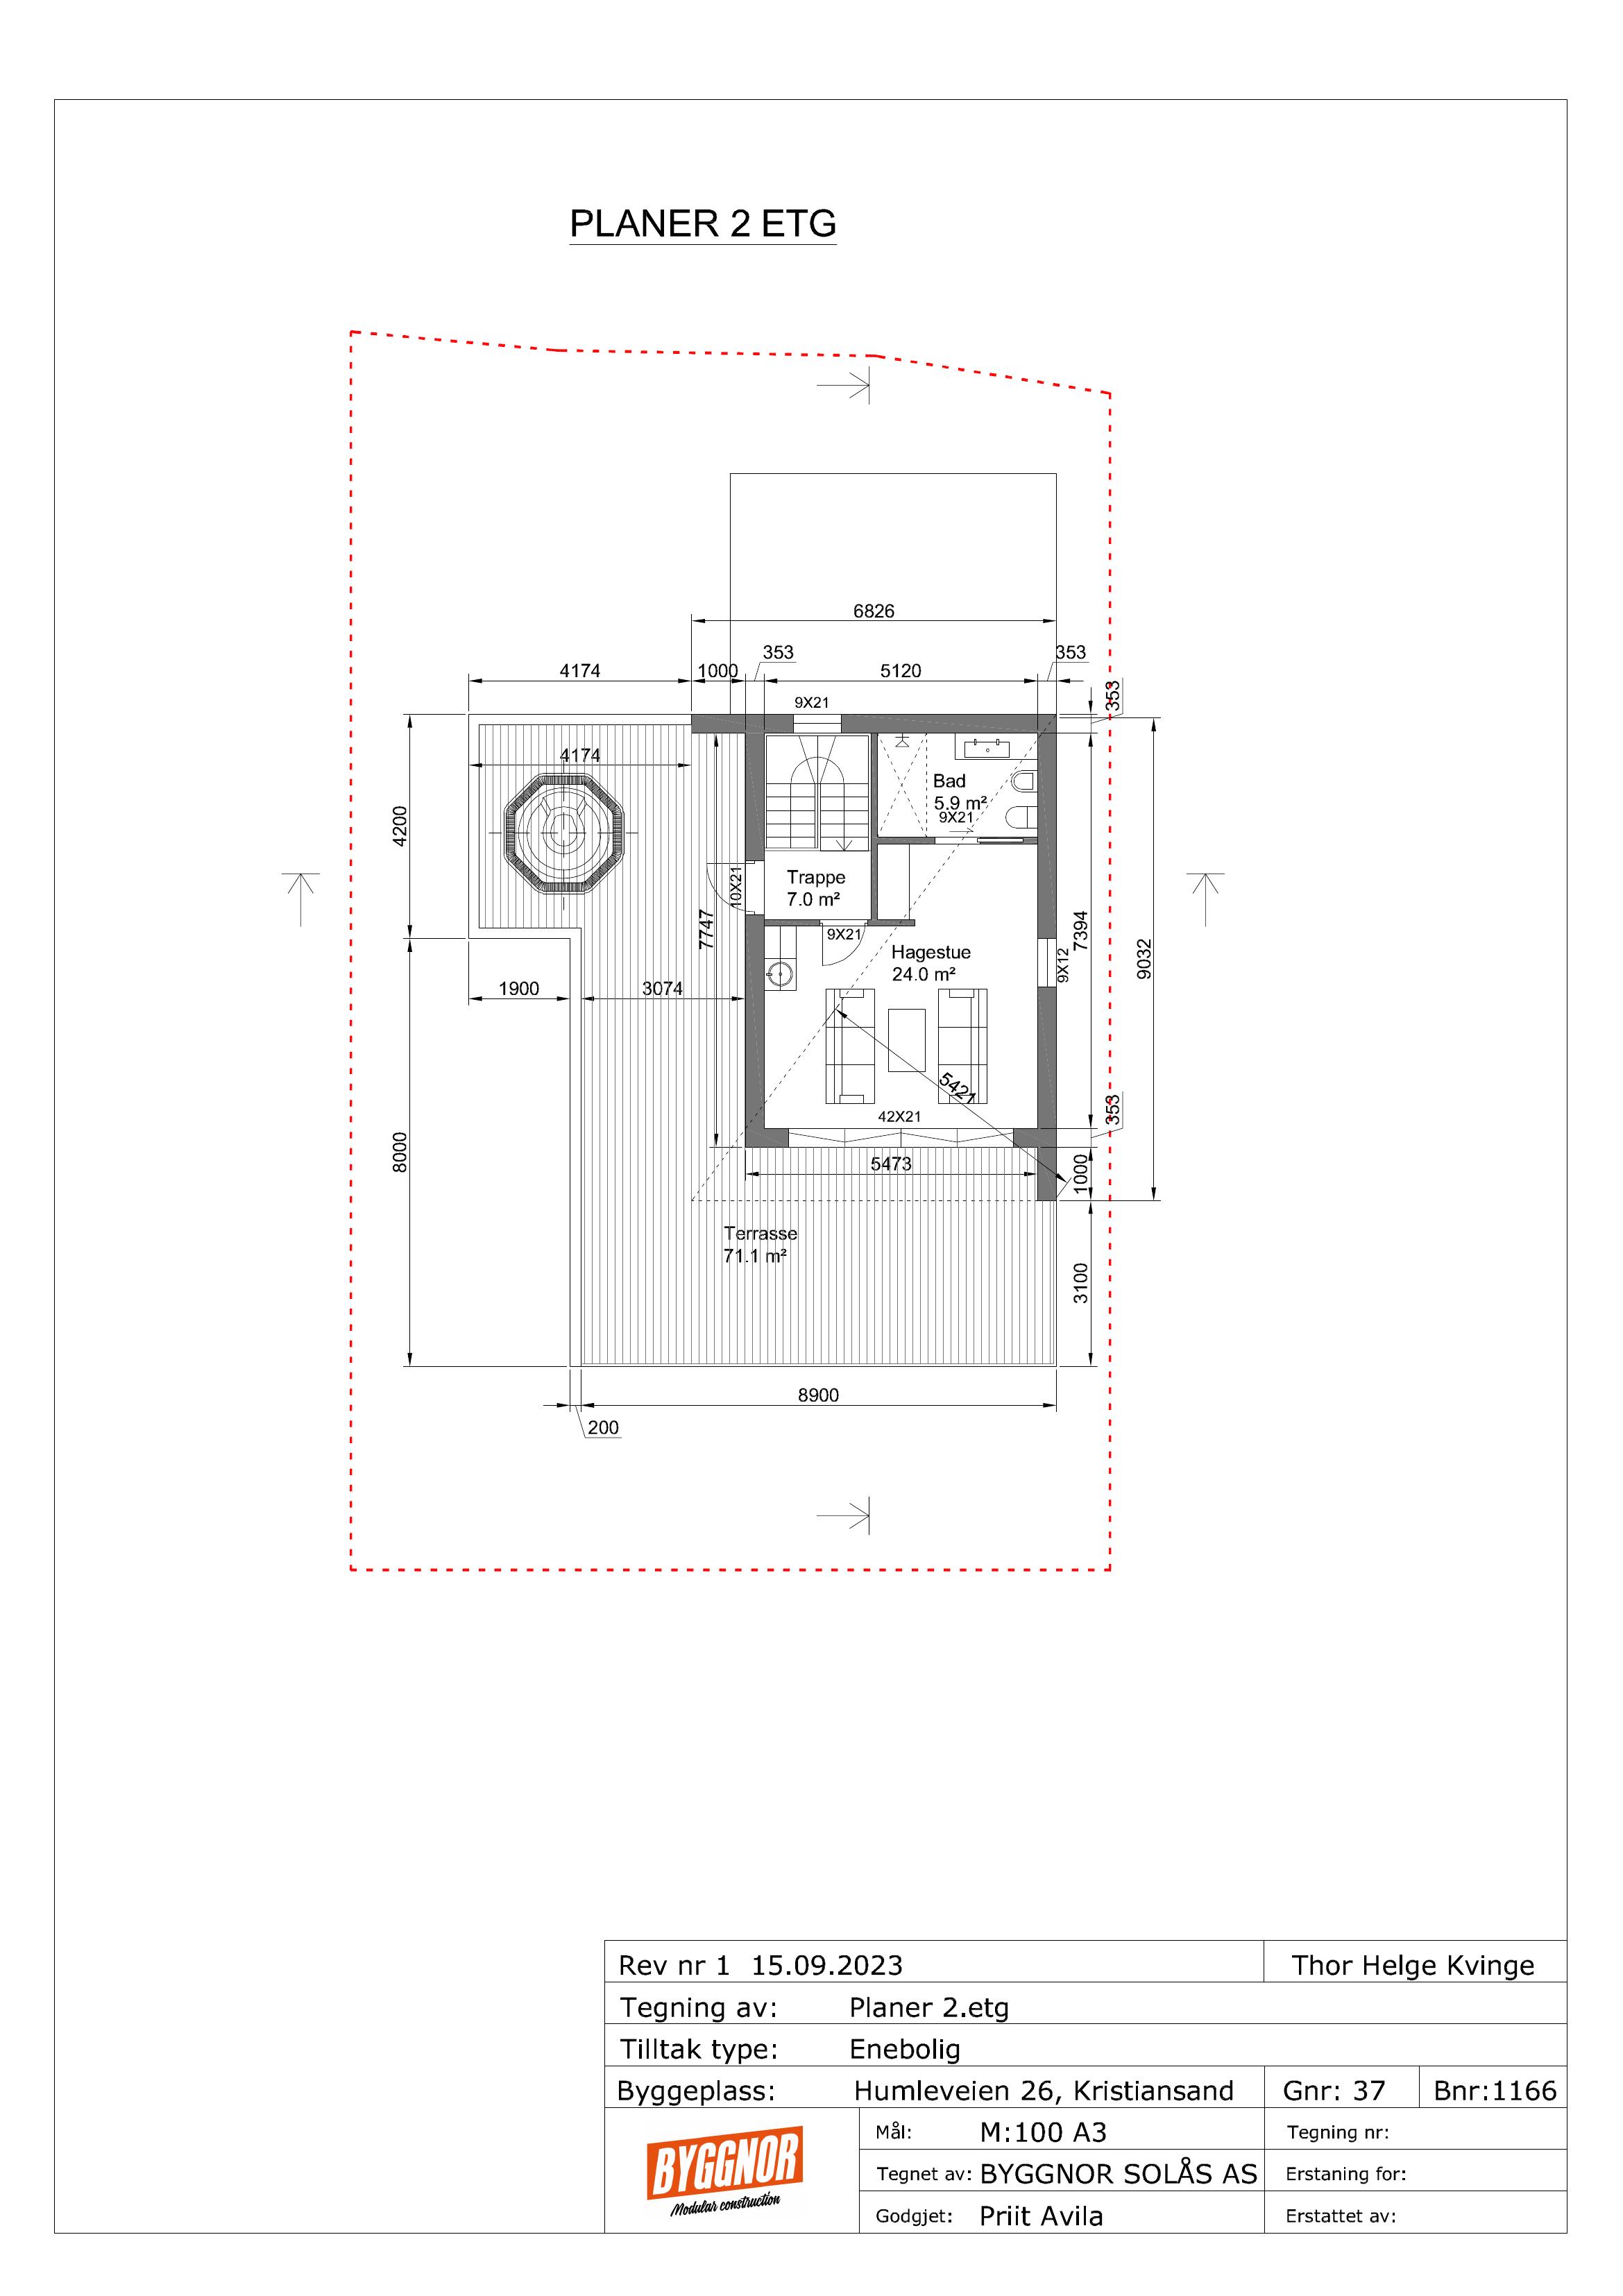 PLANER 2 ETG
6826
353
353
4174
1000
5120
353
9X21
4174
Bad
5.9 m²
9X21
4200
10X21
Trappe
7.0 m²
7747
9X21
Hagestue
24.0 m²
7394
9X12
9032
1900
3074
5421
42X21
353
8000
5473
1000
Terrasse
71.1 m²
3100
8900
200
Rev nr 1 15.09.2023
Thor Helge Kvinge
Tegning av: Planer 2.etg
Tilltak type: Enebolig
Byggeplass: Humleveien 26, Kristiansand
Gnr: 37
Bnr:1166
BYGGNOR
Modular construction
Mål: M:100 A3
Tegning nr:
Tegnet av: BYGGNOR SOLÅS AS
Erstaning for:
Godgjet: Priit Avila
Erstattet av: